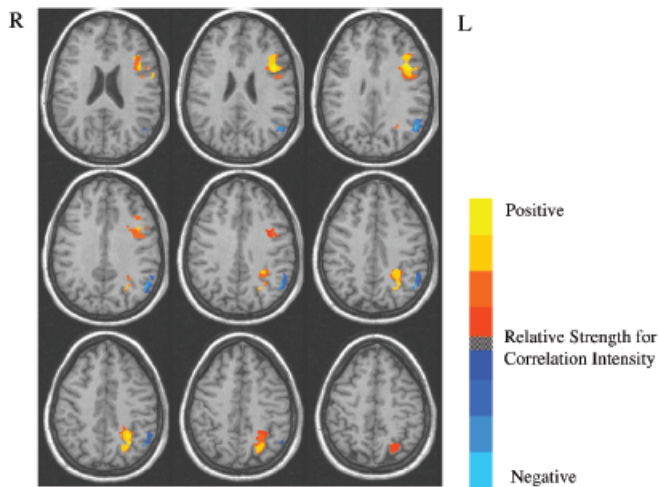 R
L
Positive
Relative Strength for
Correlation Intensity
Negative